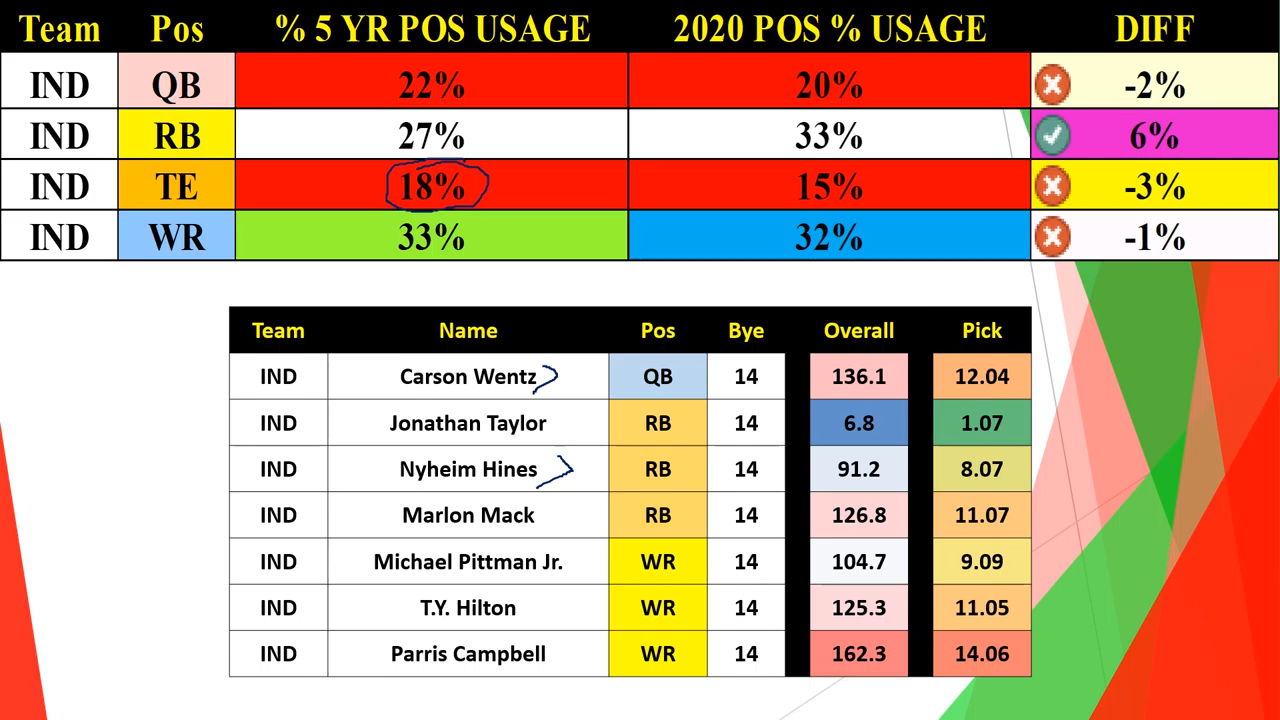 Team Pos % 5 YR POS USAGE 2020 POS % USAGE DIFF
IND QB 22% 20% -2%
IND RB 27% 33% 6%
IND TE 18% 15% -3%
IND WR 33% 32% -1%
Team Name Pos Bye Overall Pick
IND Carson Wentz QB 14 136.1 12.04
IND Jonathan Taylor RB 14 6.8 1.07
IND Nyheim Hines RB 14 91.2 8.07
IND Marlon Mack RB 14 126.8 11.07
IND Michael Pittman Jr. WR 14 104.7 9.09
IND T.Y. Hilton WR 14 125.3 11.05
IND Parris Campbell WR 14 162.3 14.06